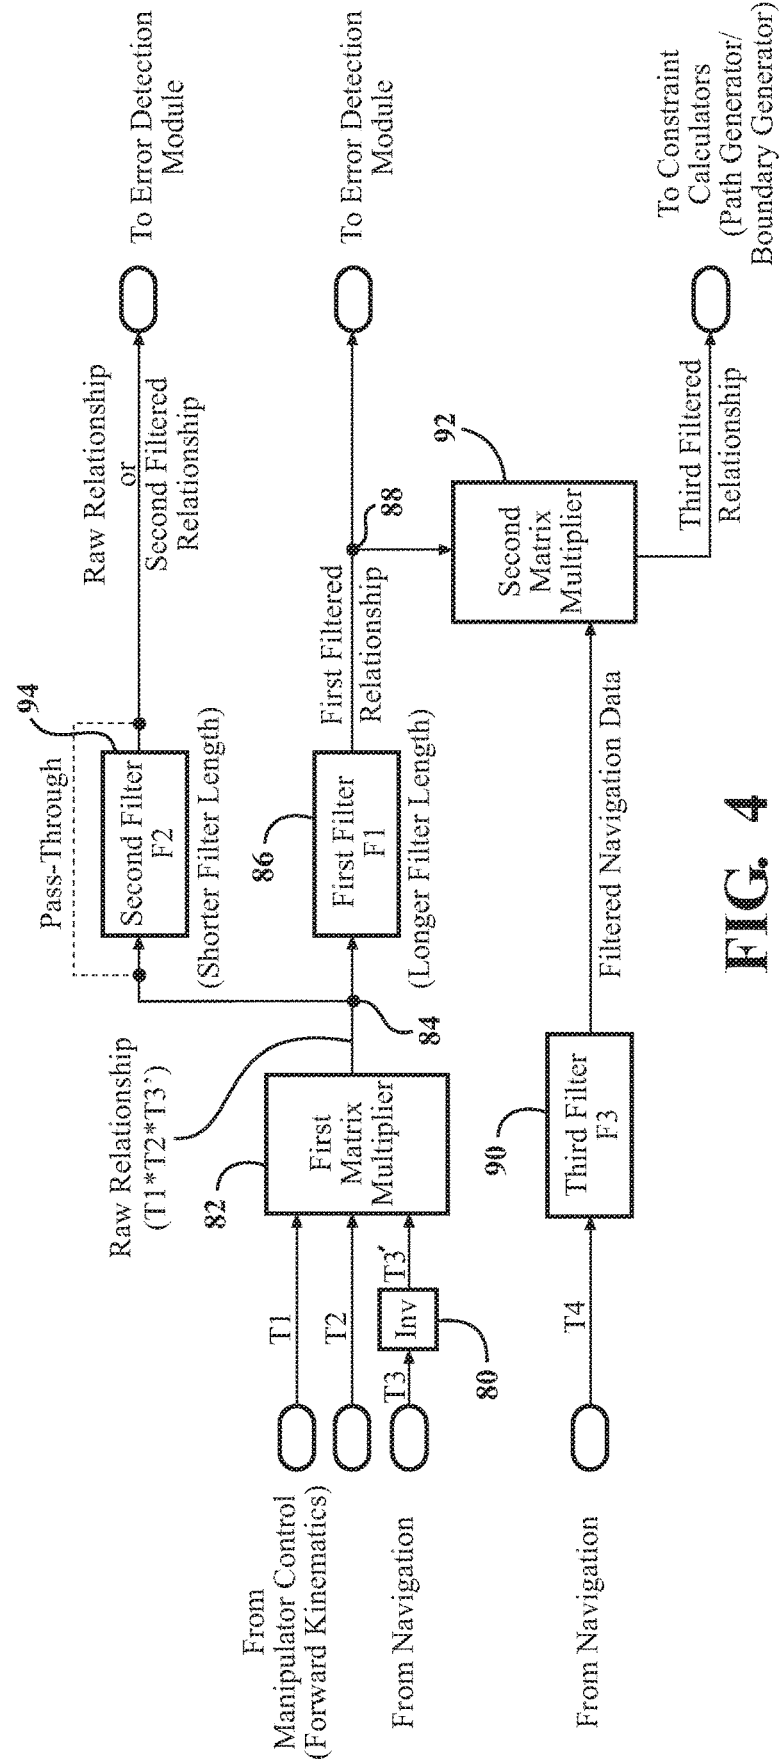 From
Manipulator Control
(Forward Kinematics)
From Navigation
From Navigation
T1
T2
T3
Inv
T3′
80
T4
Raw Relationship
(T1*T2*T3')
82
First
Matrix
Multiplier
84
90
Third Filter
F3
Pass-Through
94
Second Filter
F2
(Shorter Filter Length)
86
First Filter
F1
(Longer Filter Length)
Filtered Navigation Data
First Filtered
Relationship
88
92
Second
Matrix
Multiplier
Raw Relationship
or
Second Filtered
Relationship
Third Filtered
Relationship
To Error Detection
Module
To Error Detection
Module
To Constraint
Calculators
(Path Generator/
Boundary Generator)
FIG. 4